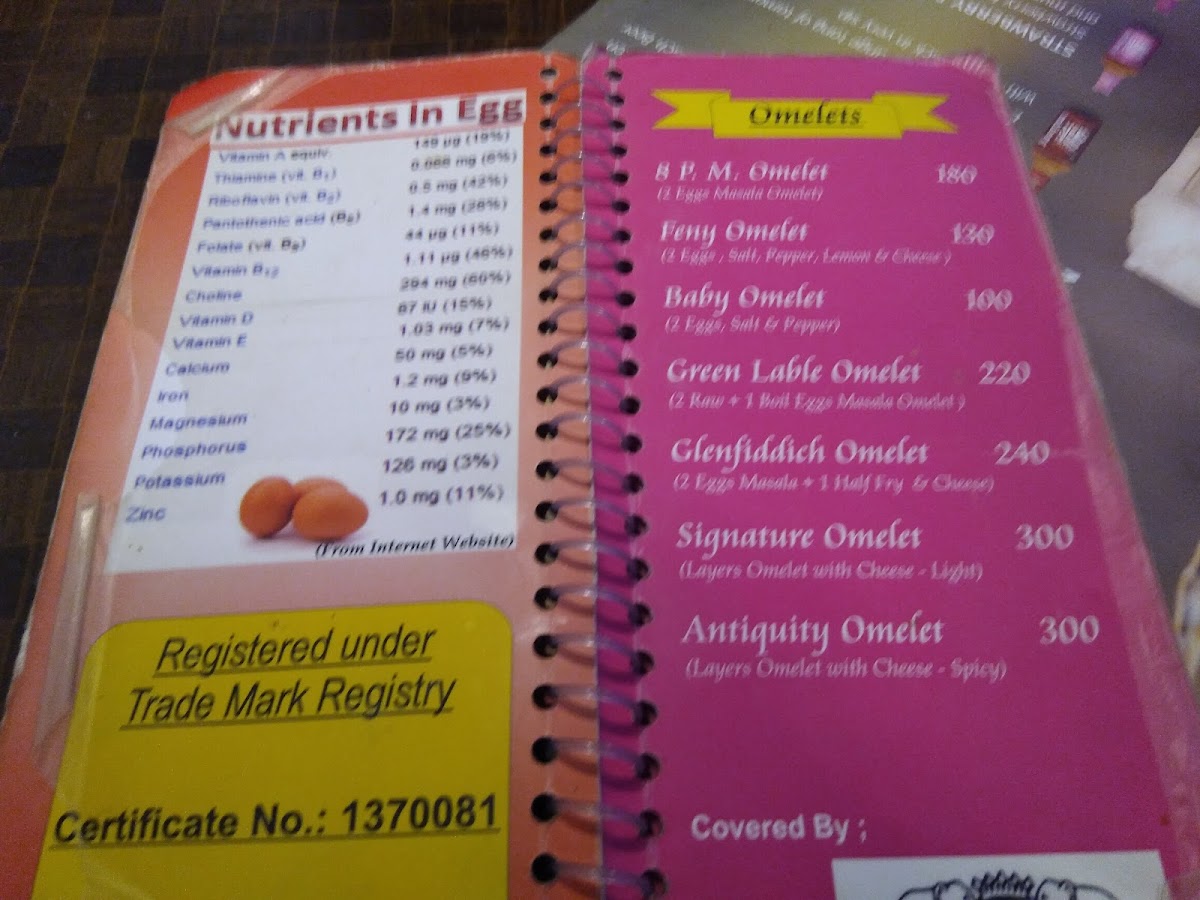 Nutrients in Egg
Vitamin A equiv. 149 µg (19%)
Thiamine (vit. B₁) 0.066 mg (6%)
Riboflavin (vit. B₂) 0.5 mg (42%)
Pantothenic acid (B₅) 1.4 mg (28%)
Folate (vit. B₉) 44 µg (11%)
Vitamin B₁₂ 1.11 µg (46%)
Choline 294 mg (60%)
Vitamin D 87 IU (15%)
Vitamin E 1.03 mg (7%)
Calcium 50 mg (5%)
Iron 1.2 mg (9%)
Magnesium 10 mg (3%)
Phosphorus 172 mg (25%)
Potassium 126 mg (3%)
Zinc 1.0 mg (11%)
(From Internet Website)
Registered under
Trade Mark Registry
Certificate No.: 1370081
Omelets
8 P. M. Omelet 180
(2 Eggs Masala Omelet)
Feny Omelet 130
(2 Eggs , Salt, Pepper, Lemon & Cheese )
Baby Omelet 100
(2 Eggs, Salt & Pepper)
Green Lable Omelet 220
(2 Raw + 1 Boil Eggs Masala Omelet )
Glenfiddich Omelet 240
(2 Eggs Masala + 1 Half Fry & Cheese)
Signature Omelet 300
(Layers Omelet with Cheese - Light)
Antiquity Omelet 300
(Layers Omelet with Cheese - Spicy)
Covered By ;
STRAWBERRY